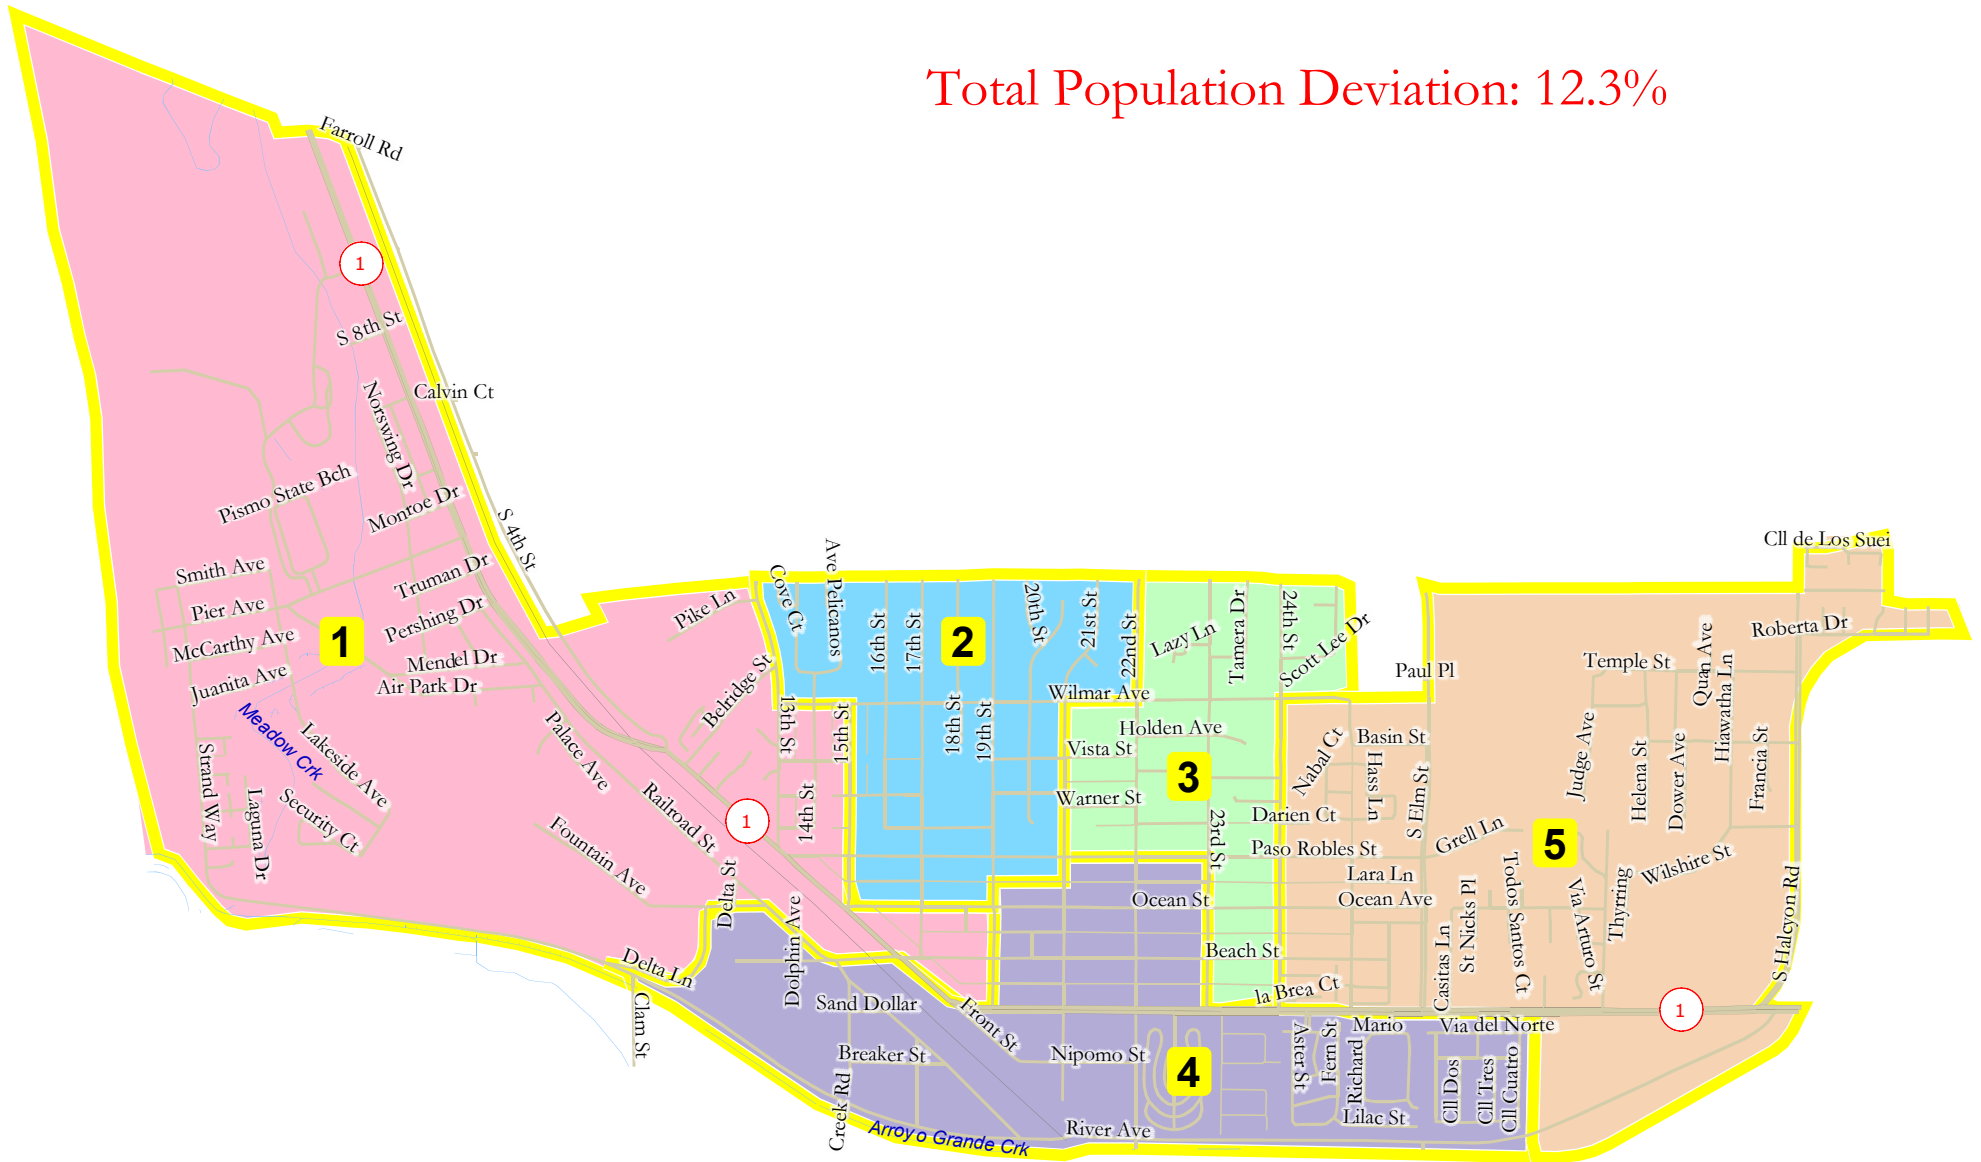 Total Population Deviation: 12.3%
Farroll Rd
1
S 8th St
Calvin Ct
Norswing Dr
Pismo State Bch
Monroe Dr
S 4th St
Smith Ave
Truman Dr
Pier Ave
Pershing Dr
McCarthy Ave
1
Mendel Dr
Juanita Ave
Air Park Dr
Meadow Crk
Lakeside Ave
Strand Way
Laguna Dr
Security Ct
Palace Ave
Railroad St
Fountain Ave
1
Pike Ln
Belridge St
Cove Ct
Ave Pelicanos
13th St
14th St
15th St
16th St
17th St
2
18th St
19th St
20th St
21st St
22nd St
Wilmar Ave
Lazy Ln
Tamera Dr
24th St
Scott Lee Dr
Holden Ave
Vista St
3
Warner St
23rd St
Paul Pl
Nabal Ct
Basin St
Hass Ln
S Elm St
Darien Ct
Paso Robles St
Lara Ln
Ocean Ave
Ocean St
Beach St
la Brea Ct
Grell Ln
5
Cll de Los Suei
Roberta Dr
Temple St
Quan Ave
Hiawatha Ln
Judge Ave
Helena St
Dower Ave
Francia St
Wilshire St
Casitas Ln
St Nicks Pl
Todos Santos Ct
Via Arturo St
Thyrring
S Halcyon Rd
1
Delta St
Delta Ln
Clam St
Dolphin Ave
Sand Dollar
Front St
Breaker St
Creek Rd
Nipomo St
4
Aster St
Fern St
Richard
Mario
Via del Norte
Cll Dos
Cll Tres
Cll Cuatro
Lilac St
River Ave
Arroyo Grande Crk